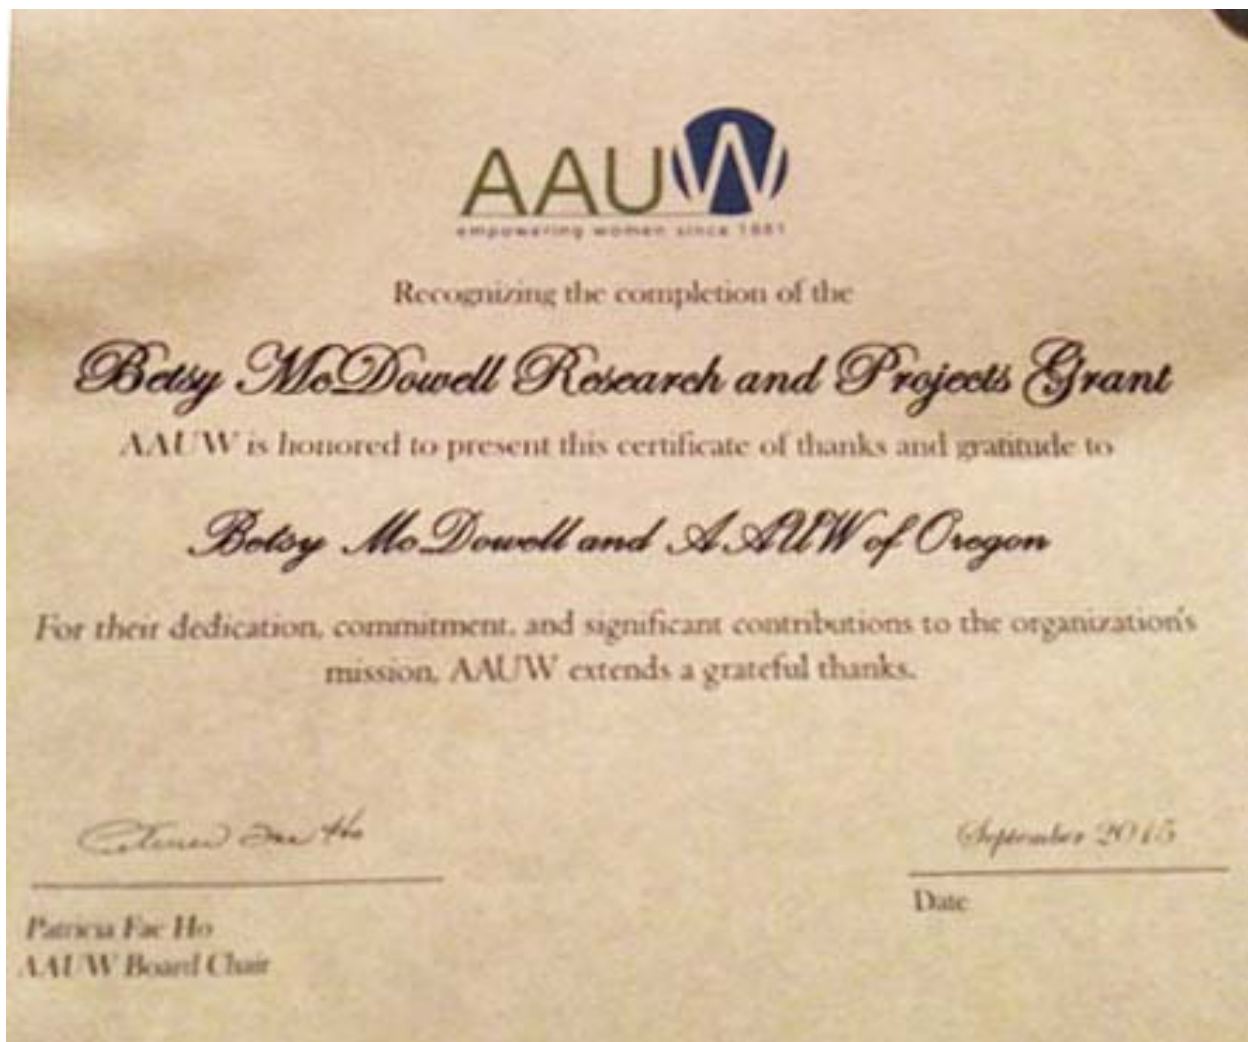 AAUW
empowering women since 1881
Recognizing the completion of the
Betsy McDowell Research and Projects Grant
AAUW is honored to present this certificate of thanks and gratitude to
Betsy McDowell and AAUW of Oregon
For their dedication, commitment, and significant contributions to the organization's
mission, AAUW extends a grateful thanks.
Patricia Fae Ho
September 2015
Date
Patricia Fae Ho
AAUW Board Chair